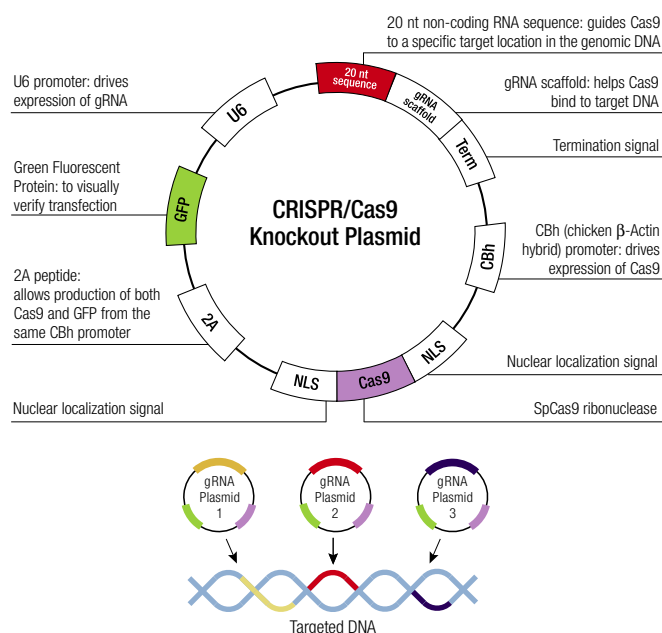 20 nt non-coding RNA sequence: guides Cas9
to a specific target location in the genomic DNA
U6 promoter: drives
expression of gRNA
20 nt
sequence
gRNA
scaffold
gRNA scaffold: helps Cas9
bind to target DNA
U6
Term
Termination signal
Green Fluorescent
Protein: to visually
verify transfection
GFP
CRISPR/Cas9
Knockout Plasmid
CBh
CBh (chicken β-Actin
hybrid) promoter: drives
expression of Cas9
2A peptide:
allows production of both
Cas9 and GFP from the
same CBh promoter
2A
NLS
Cas9
NLS
Nuclear localization signal
Nuclear localization signal
SpCas9 ribonuclease
gRNA
Plasmid
1
gRNA
Plasmid
2
gRNA
Plasmid
3
Targeted DNA